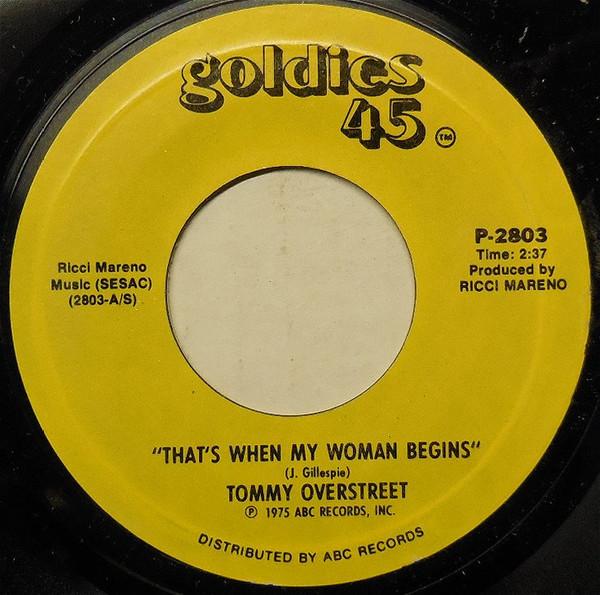 goldies
45 TM
Ricci Mareno
Music (SESAC)
(2803-A/S)
P-2803
Time: 2:37
Produced by
RICCI MARENO
"THAT'S WHEN MY WOMAN BEGINS"
(J. Gillespie)
TOMMY OVERSTREET
℗ 1975 ABC RECORDS, INC.
DISTRIBUTED BY ABC RECORDS